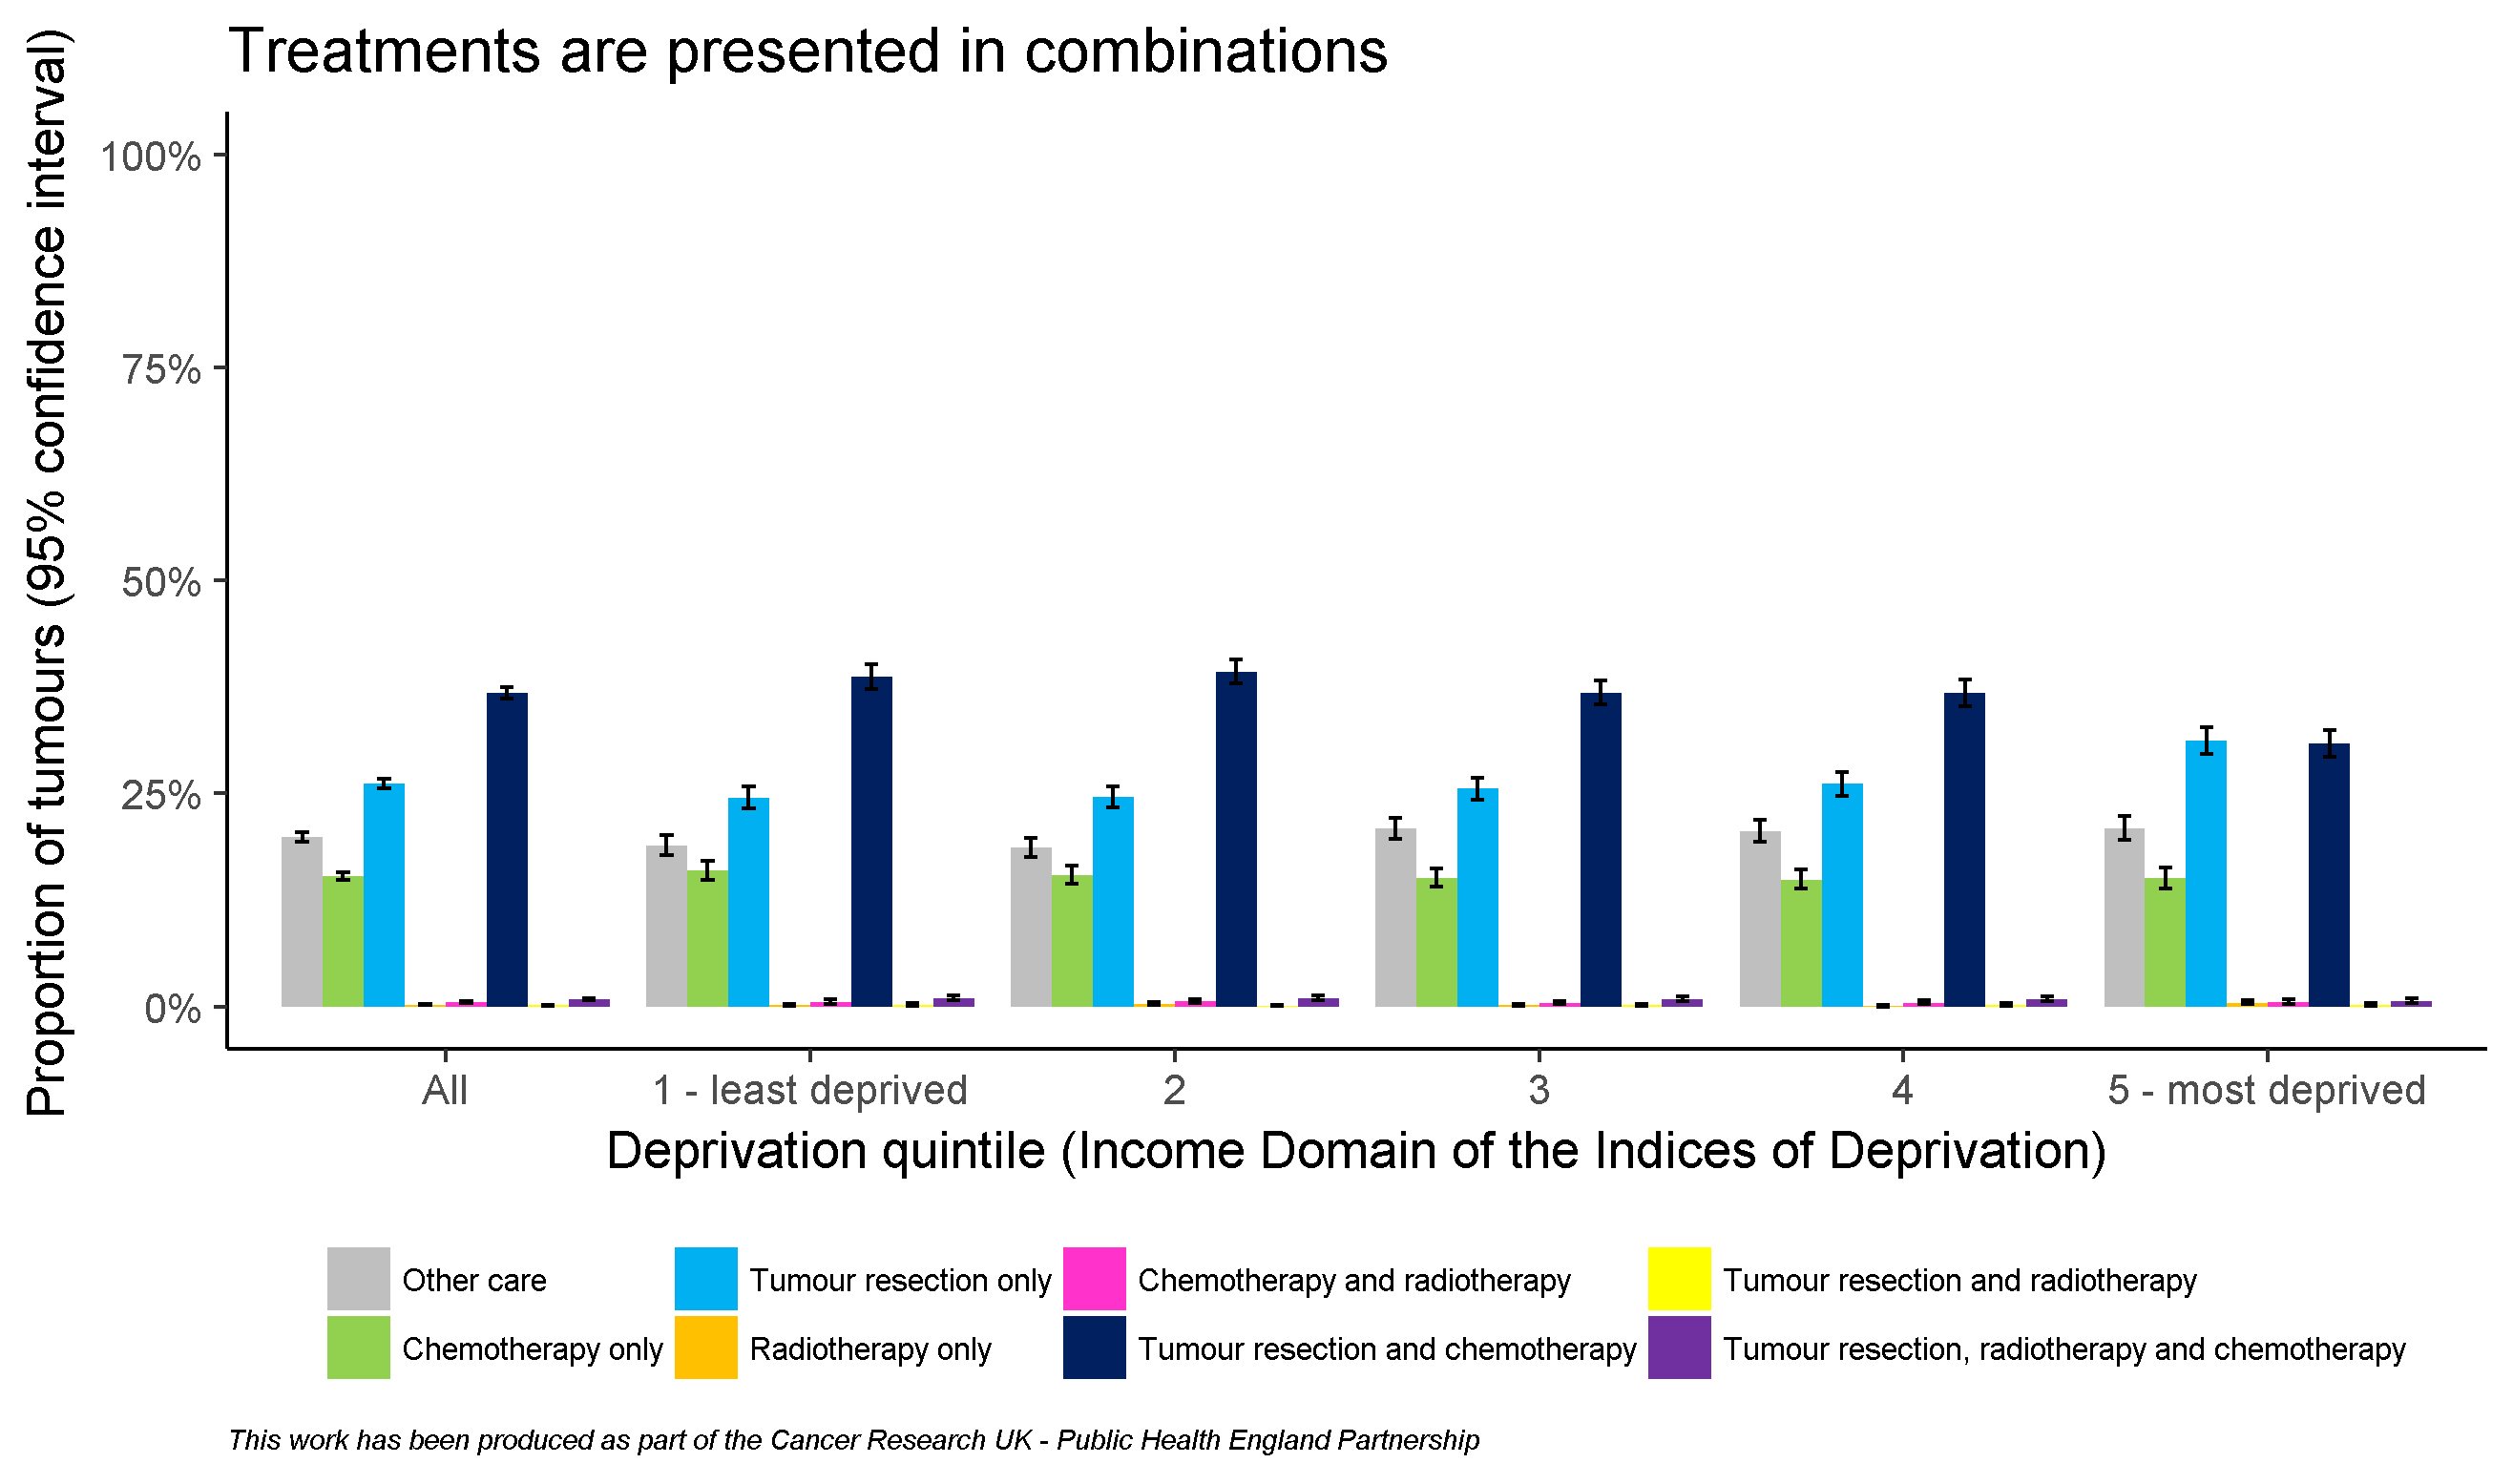 Treatments are presented in combinations
Proportion of tumours (95% confidence interval)
100%
75%
50%
25%
0%
All
1 - least deprived
2
3
4
5 - most deprived
Deprivation quintile (Income Domain of the Indices of Deprivation)
Other care
Tumour resection only
Chemotherapy and radiotherapy
Tumour resection and radiotherapy
Chemotherapy only
Radiotherapy only
Tumour resection and chemotherapy
Tumour resection, radiotherapy and chemotherapy
This work has been produced as part of the Cancer Research UK - Public Health England Partnership